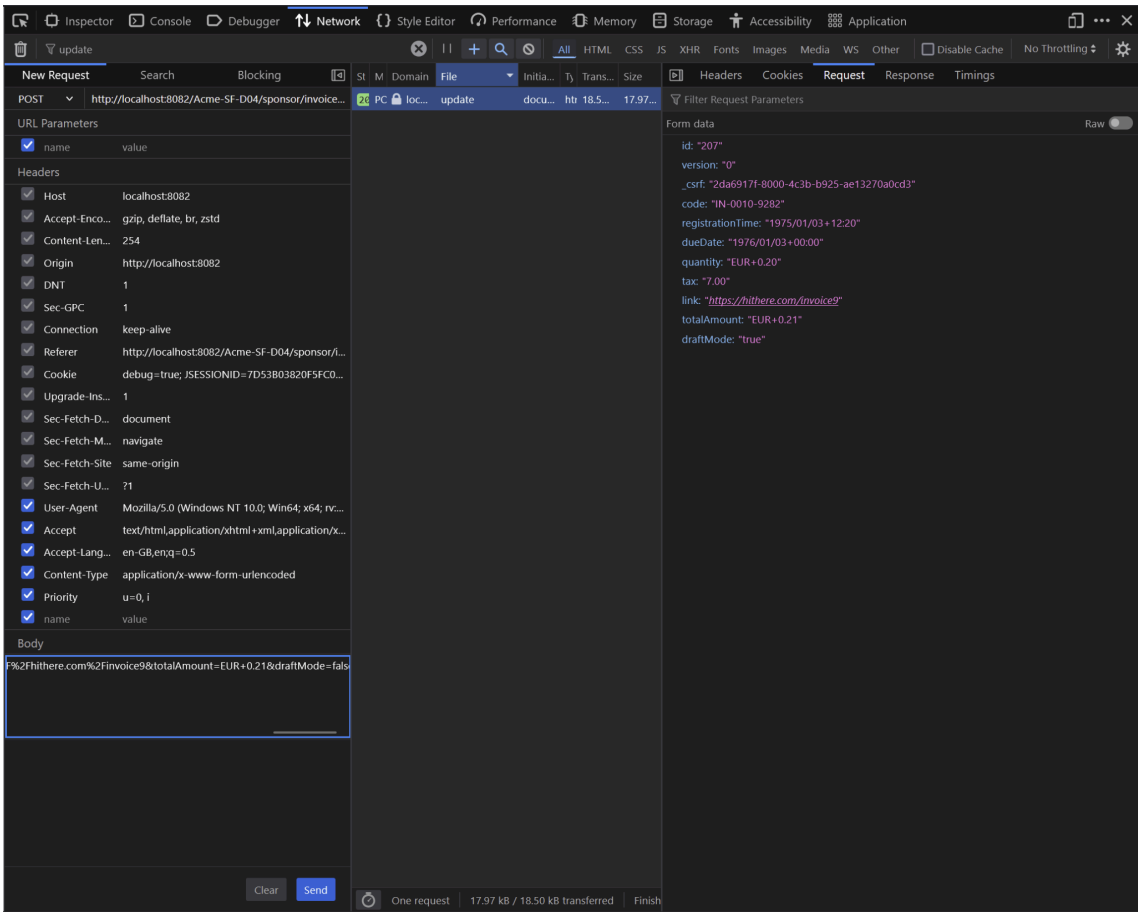 Inspector Console Debugger Network Style Editor Performance Memory Storage Accessibility Application
update
All HTML CSS JS XHR Fonts Images Media WS Other Disable Cache No Throttling
New Request Search Blocking
POST http://localhost:8082/Acme-SF-D04/sponsor/invoice...
URL Parameters
name value
Headers
Host localhost:8082
Accept-Enco... gzip, deflate, br, zstd
Content-Len... 254
Origin http://localhost:8082
DNT 1
Sec-GPC 1
Connection keep-alive
Referer http://localhost:8082/Acme-SF-D04/sponsor/i...
Cookie debug=true; JSESSIONID=7D53B03820F5FC0...
Upgrade-Ins... 1
Sec-Fetch-D... document
Sec-Fetch-M... navigate
Sec-Fetch-Site same-origin
Sec-Fetch-U... ?1
User-Agent Mozilla/5.0 (Windows NT 10.0; Win64; x64; rv:...
Accept text/html,application/xhtml+xml,application/x...
Accept-Lang... en-GB,en;q=0.5
Content-Type application/x-www-form-urlencoded
Priority u=0, i
name value
Body
F%2Fhithere.com%2Finvoice9&totalAmount=EUR+0.21&draftMode=fals
Clear Send
St M Domain File Initia... Ty Trans... Size
20 PC loc... update docu... htr 18.5... 17.97...
One request 17.97 kB / 18.50 kB transferred Finish
Headers Cookies Request Response Timings
Filter Request Parameters
Form data Raw
id: "207"
version: "0"
_csrf: "2da6917f-8000-4c3b-b925-ae13270a0cd3"
code: "IN-0010-9282"
registrationTime: "1975/01/03+12:20"
dueDate: "1976/01/03+00:00"
quantity: "EUR+0.20"
tax: "7.00"
link: "https://hithere.com/invoice9"
totalAmount: "EUR+0.21"
draftMode: "true"